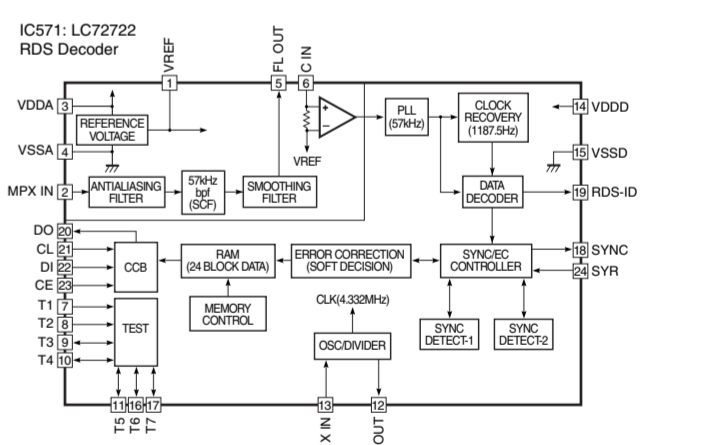 IC571: LC72722
RDS Decoder
VREF
FL OUT
C IN
1
5
6
VDDA 3
REFERENCE
VOLTAGE
VSSA 4
+
−
VREF
PLL
(57kHz)
CLOCK
RECOVERY
(1187.5Hz)
14 VDDD
15 VSSD
MPX IN 2
ANTIALIASING
FILTER
57kHz
bpf
(SCF)
SMOOTHING
FILTER
DATA
DECODER
19 RDS-ID
DO 20
CL 21
DI 22
CE 23
CCB
RAM
(24 BLOCK DATA)
ERROR CORRECTION
(SOFT DECISION)
SYNC/EC
CONTROLLER
18 SYNC
24 SYR
T1 7
T2 8
T3 9
T4 10
TEST
MEMORY
CONTROL
CLK(4.332MHz)
OSC/DIVIDER
SYNC
DETECT-1
SYNC
DETECT-2
11
16
17
13
12
T5
T6
T7
X IN
OUT